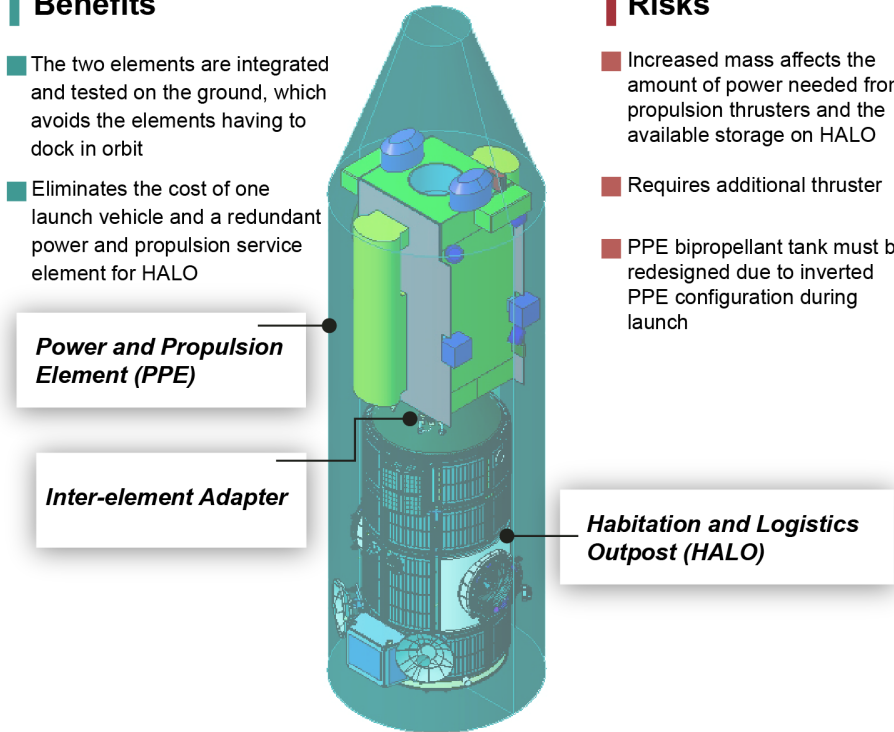 Benefits
The two elements are integrated
and tested on the ground, which
avoids the elements having to
dock in orbit
Eliminates the cost of one
launch vehicle and a redundant
power and propulsion service
element for HALO
Risks
Increased mass affects the
amount of power needed from
propulsion thrusters and the
available storage on HALO
Requires additional thruster
PPE bipropellant tank must be
redesigned due to inverted
PPE configuration during
launch
Power and Propulsion
Element (PPE)
Inter-element Adapter
Habitation and Logistics
Outpost (HALO)